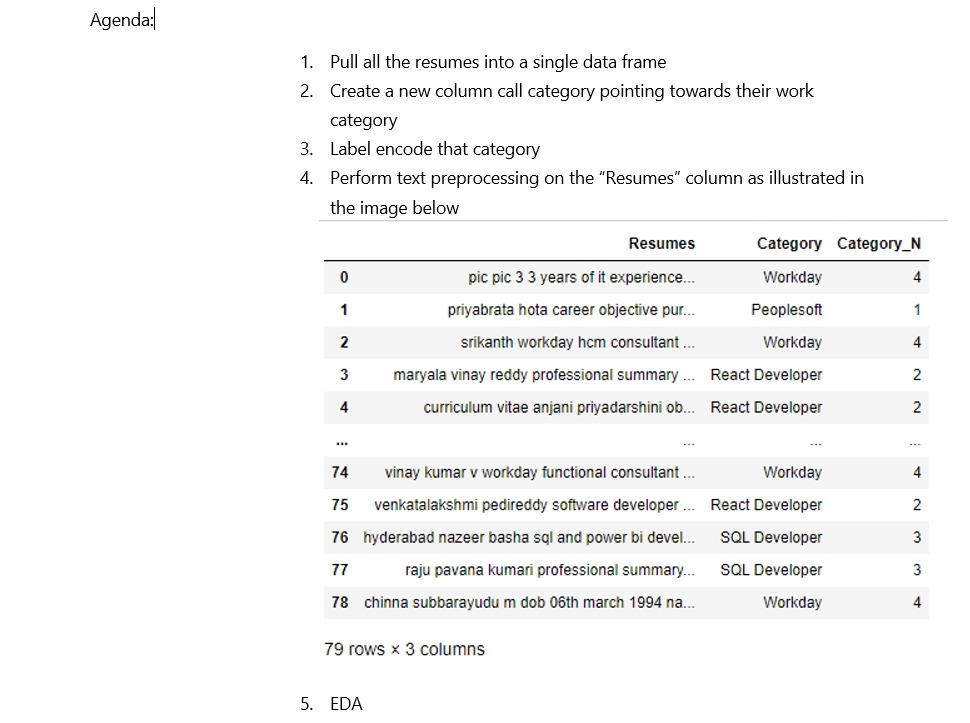 Agenda:
1. Pull all the resumes into a single data frame
2. Create a new column call category pointing towards their work
category
3. Label encode that category
4. Perform text preprocessing on the “Resumes” column as illustrated in
the image below
Resumes Category Category_N
0 pic pic 3 3 years of it experience... Workday 4
1 priyabrata hota career objective pur... Peoplesoft 1
2 srikanth workday hcm consultant ... Workday 4
3 maryala vinay reddy professional summary ... React Developer 2
4 curriculum vitae anjani priyadarshini ob... React Developer 2
... ... ... ...
74 vinay kumar v workday functional consultant ... Workday 4
75 venkatalakshmi pedireddy software developer ... React Developer 2
76 hyderabad nazeer basha sql and power bi devel... SQL Developer 3
77 raju pavana kumari professional summary... SQL Developer 3
78 chinna subbarayudu m dob 06th march 1994 na... Workday 4
79 rows × 3 columns
5. EDA